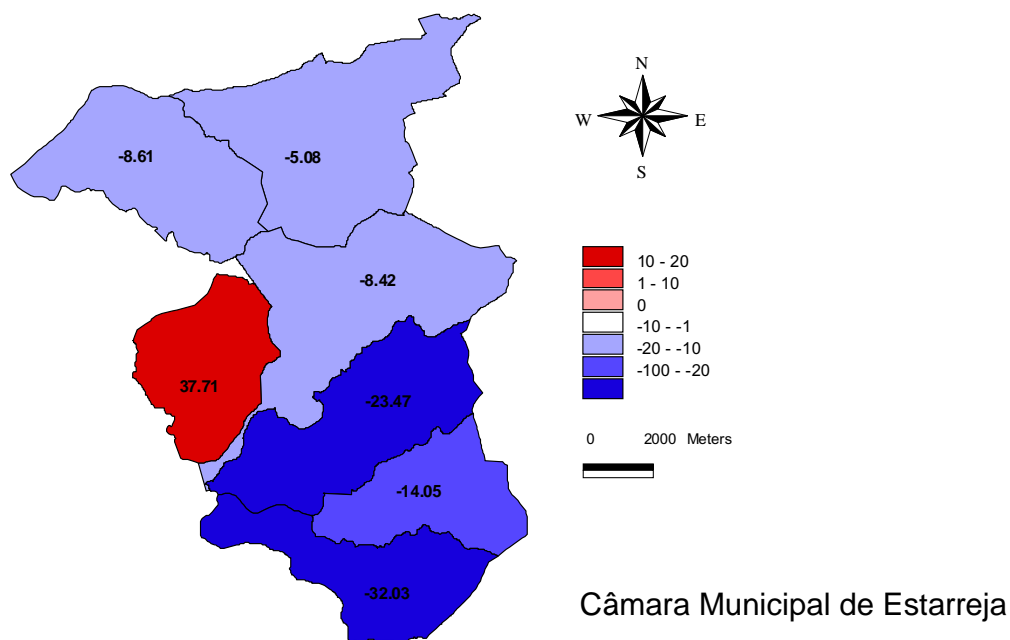 N
W E
S
-8.61
-5.08
-8.42
37.71
-23.47
-14.05
-32.03
10 - 20
1 - 10
0
-10 - -1
-20 - -10
-100 - -20
0 2000 Meters
Câmara Municipal de Estarreja